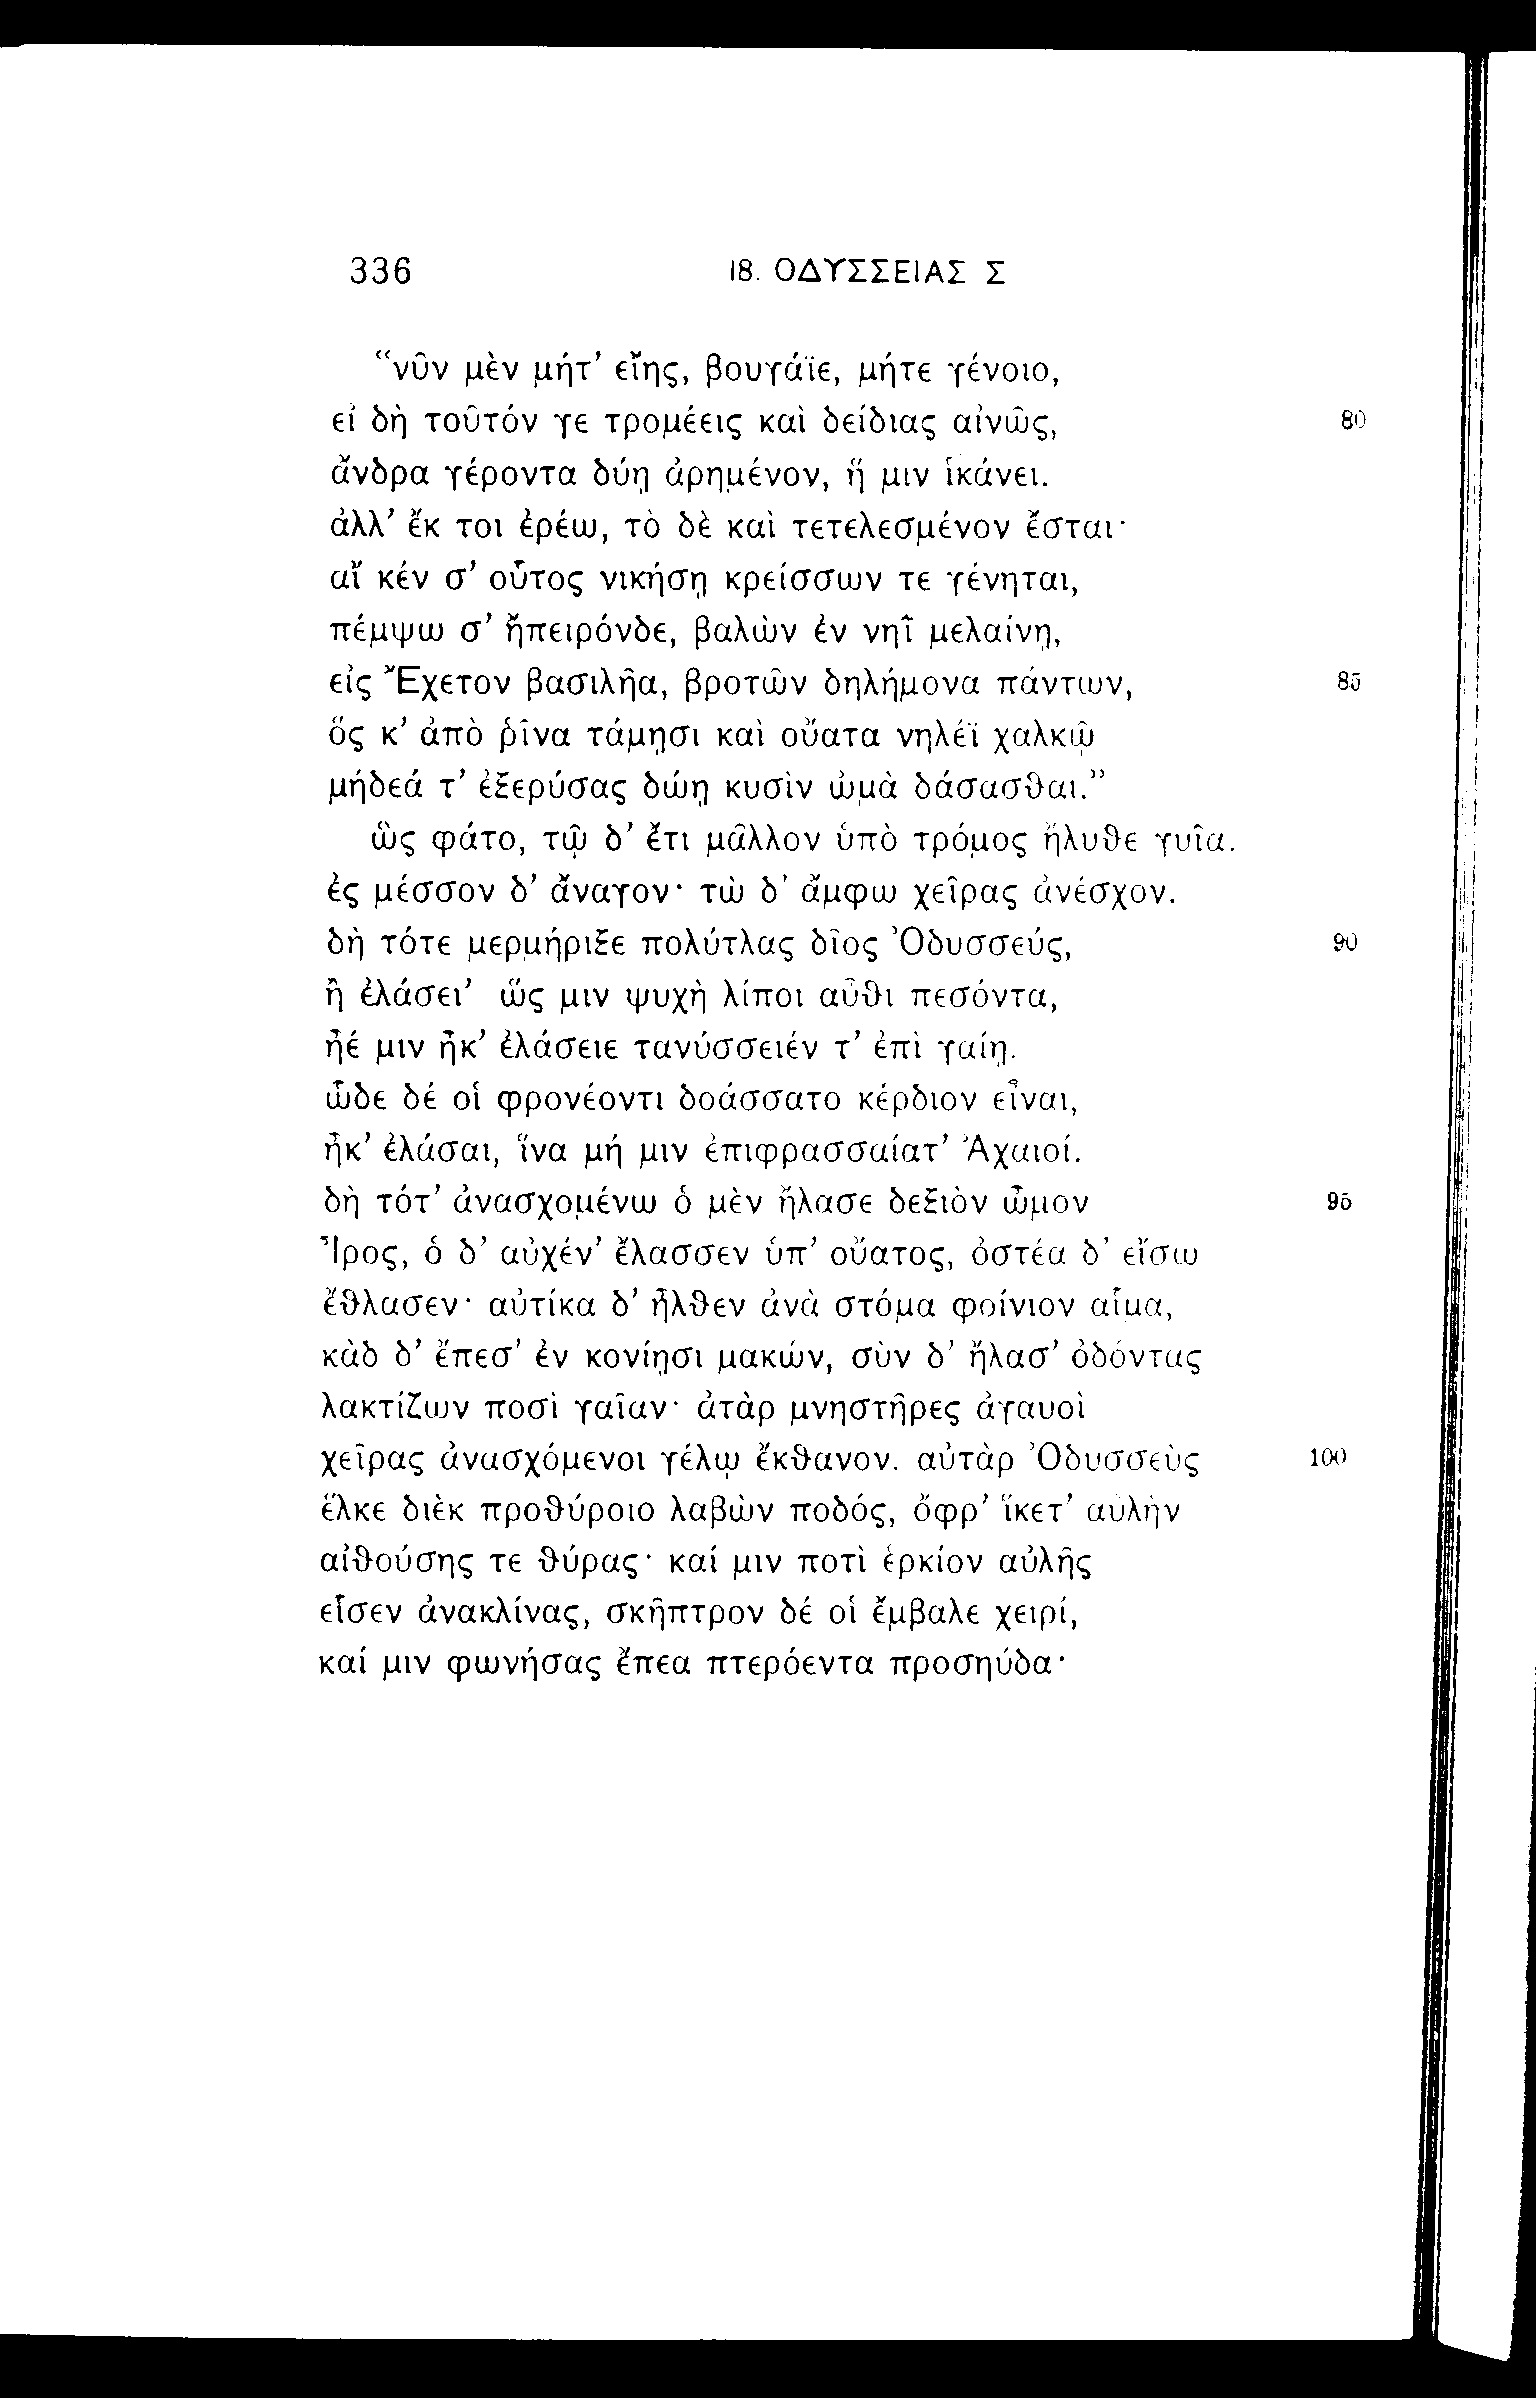 336 18. ΟΔΥΣΣΕΙΑΣ Σ
“νῦν μὲν μήτ’ εἴης, βουγάϊε, μήτε γένοιο,
εἰ δὴ τοῦτόν γε τρομέεις καὶ δείδιας αἰνῶς, 80
ἄνδρα γέροντα δύῃ ἀρημένον, ἥ μιν ἱκάνει.
ἀλλ’ ἔκ τοι ἐρέω, τὸ δὲ καὶ τετελεσμένον ἔσται·
αἴ κέν σ’ οὗτος νικήσῃ κρείσσων τε γένηται,
πέμψω σ’ ἤπειρόνδε, βαλὼν ἐν νηῒ μελαίνῃ,
εἰς Ἔχετον βασιλῆα, βροτῶν δηλήμονα πάντων, 85
ὅς κ’ ἀπὸ ῥῖνα τάμῃσι καὶ οὔατα νηλέϊ χαλκῷ
μήδεά τ’ ἐξερύσας δώῃ κυσὶν ὠμὰ δάσασθαι.”
ὣς φάτο, τῷ δ’ ἔτι μᾶλλον ὑπὸ τρόμος ἤλυθε γυῖα.
ἐς μέσσον δ’ ἄναγον· τὼ δ’ ἄμφω χεῖρας ἀνέσχον.
δὴ τότε μερμήριξε πολύτλας δῖος Ὀδυσσεύς, 90
ἢ ἐλάσει’ ὥς μιν ψυχὴ λίποι αὖθι πεσόντα,
ἦέ μιν ἦκ’ ἐλάσειε τανύσσειέν τ’ ἐπὶ γαίῃ.
ὧδε δέ οἱ φρονέοντι δοάσσατο κέρδιον εἶναι,
ἦκ’ ἐλάσαι, ἵνα μή μιν ἐπιφρασσαίατ’ Ἀχαιοί.
δὴ τότ’ ἀνασχομένω ὁ μὲν ἤλασε δεξιὸν ὦμον 95
Ἶρος, ὁ δ’ αὐχέν’ ἔλασσεν ὑπ’ οὔατος, ὀστέα δ’ εἴσω
ἔθλασεν· αὐτίκα δ’ ἦλθεν ἀνὰ στόμα φοίνιον αἷμα,
κὰδ δ’ ἔπεσ’ ἐν κονίῃσι μακών, σὺν δ’ ἤλασ’ ὀδόντας
λακτίζων ποσὶ γαῖαν· ἀτὰρ μνηστῆρες ἀγαυοὶ
χεῖρας ἀνασχόμενοι γέλῳ ἔκθανον. αὐτὰρ Ὀδυσσεὺς 100
ἕλκε διὲκ προθύροιο λαβὼν ποδός, ὄφρ’ ἵκετ’ αὐλὴν
αἰθούσης τε θύρας· καί μιν ποτὶ ἑρκίον αὐλῆς
εἷσεν ἀνακλίνας, σκῆπτρον δέ οἱ ἔμβαλε χειρί,
καί μιν φωνήσας ἔπεα πτερόεντα προσηύδα·